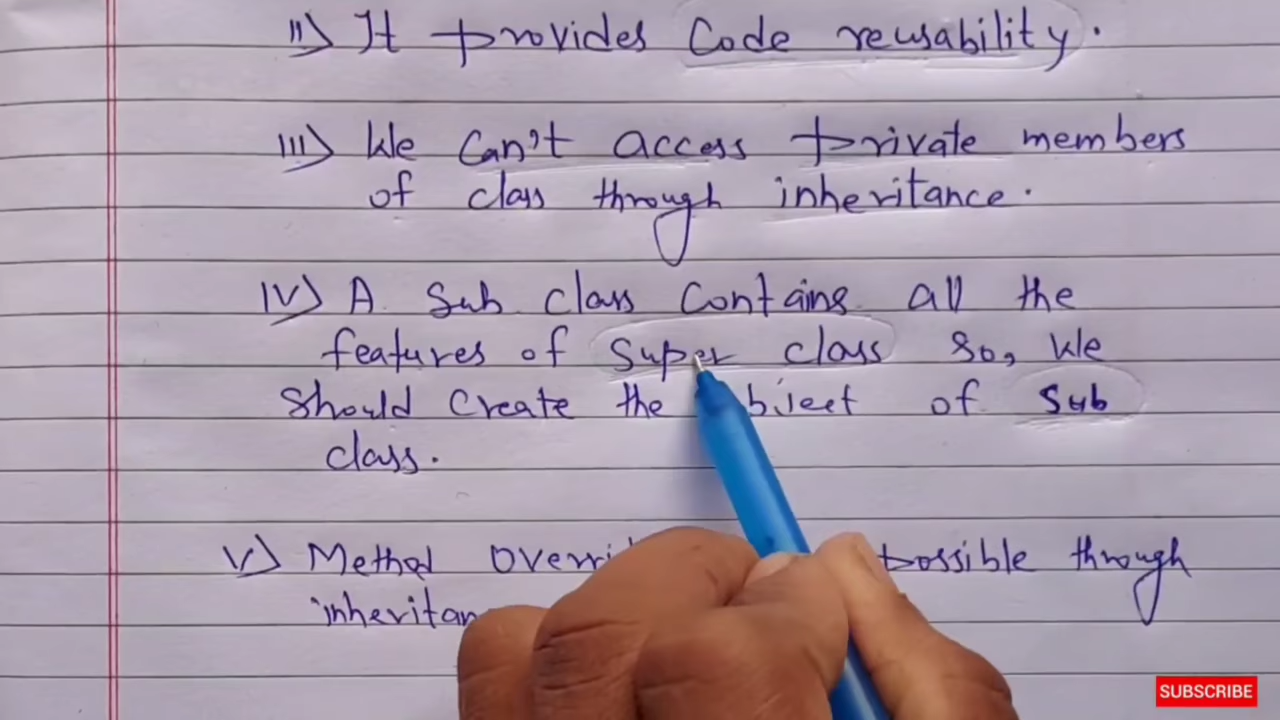 II) It provides Code reusability.
III) We can't access private members
of class through inheritance.
IV) A sub class contains all the
features of super class so, we
should create the object of sub
class.
V) Method possible through
SUBSCRIBE